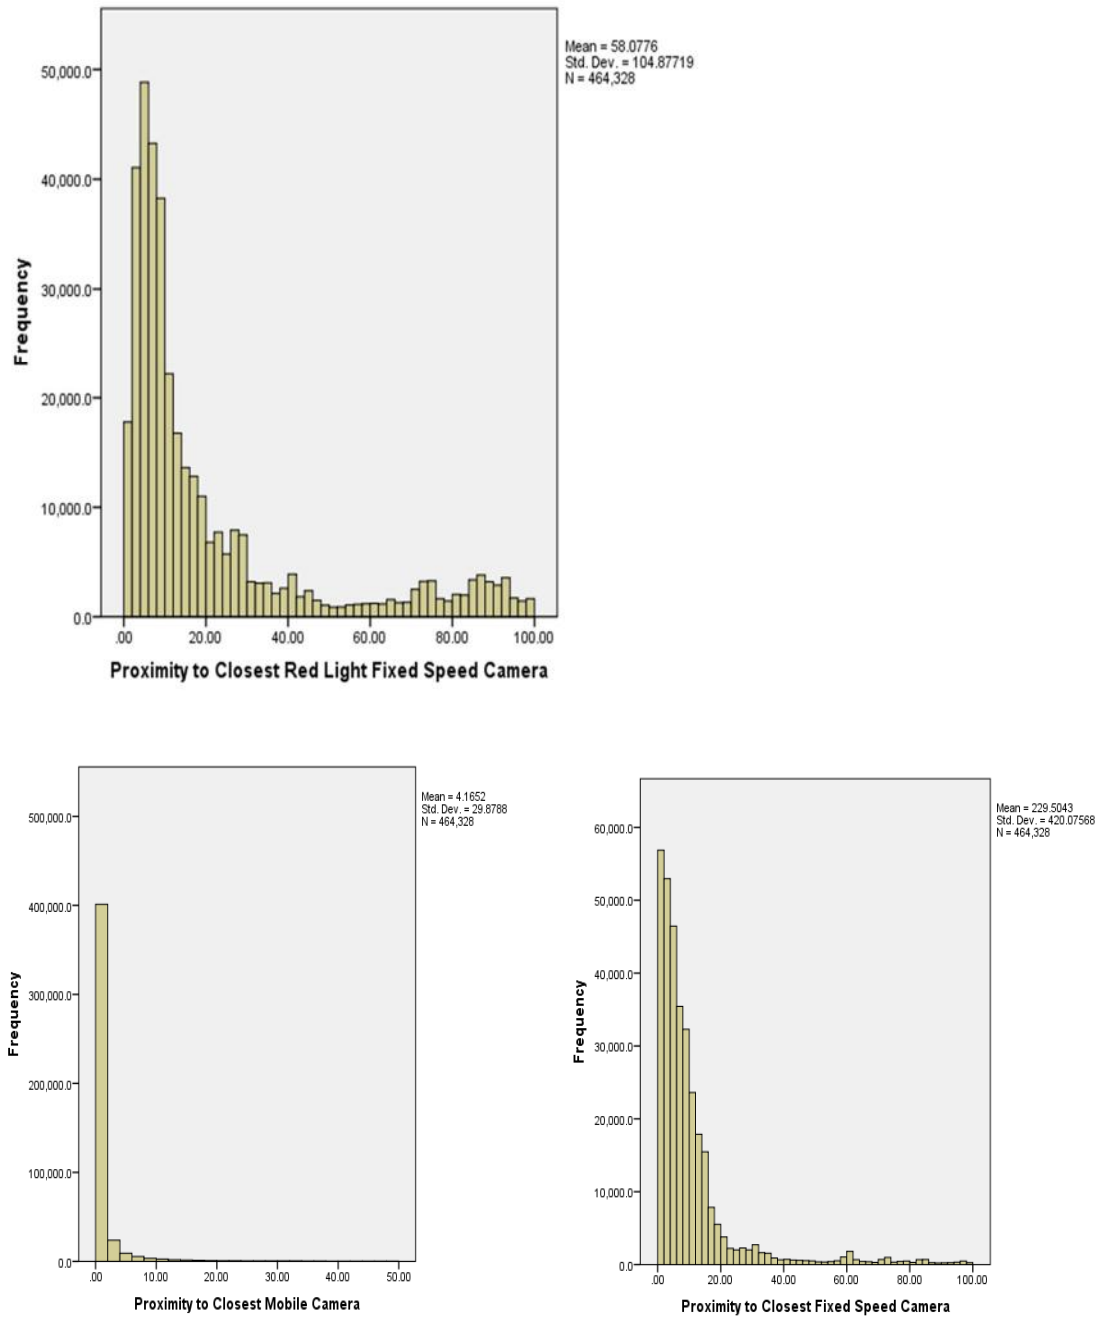 Mean = 58.0776
Std. Dev. = 104.87719
N = 464,328
50,000.0
40,000.0
30,000.0
20,000.0
10,000.0
0.0
Frequency
.00 20.00 40.00 60.00 80.00 100.00
Proximity to Closest Red Light Fixed Speed Camera
Mean = 4.1652
Std. Dev. = 29.8788
N = 464,328
500,000.0
400,000.0
300,000.0
200,000.0
100,000.0
0.0
Frequency
.00 10.00 20.00 30.00 40.00 50.00
Proximity to Closest Mobile Camera
Mean = 229.5043
Std. Dev. = 420.07568
N = 464,328
60,000.0
50,000.0
40,000.0
30,000.0
20,000.0
10,000.0
0.0
Frequency
.00 20.00 40.00 60.00 80.00 100.00
Proximity to Closest Fixed Speed Camera